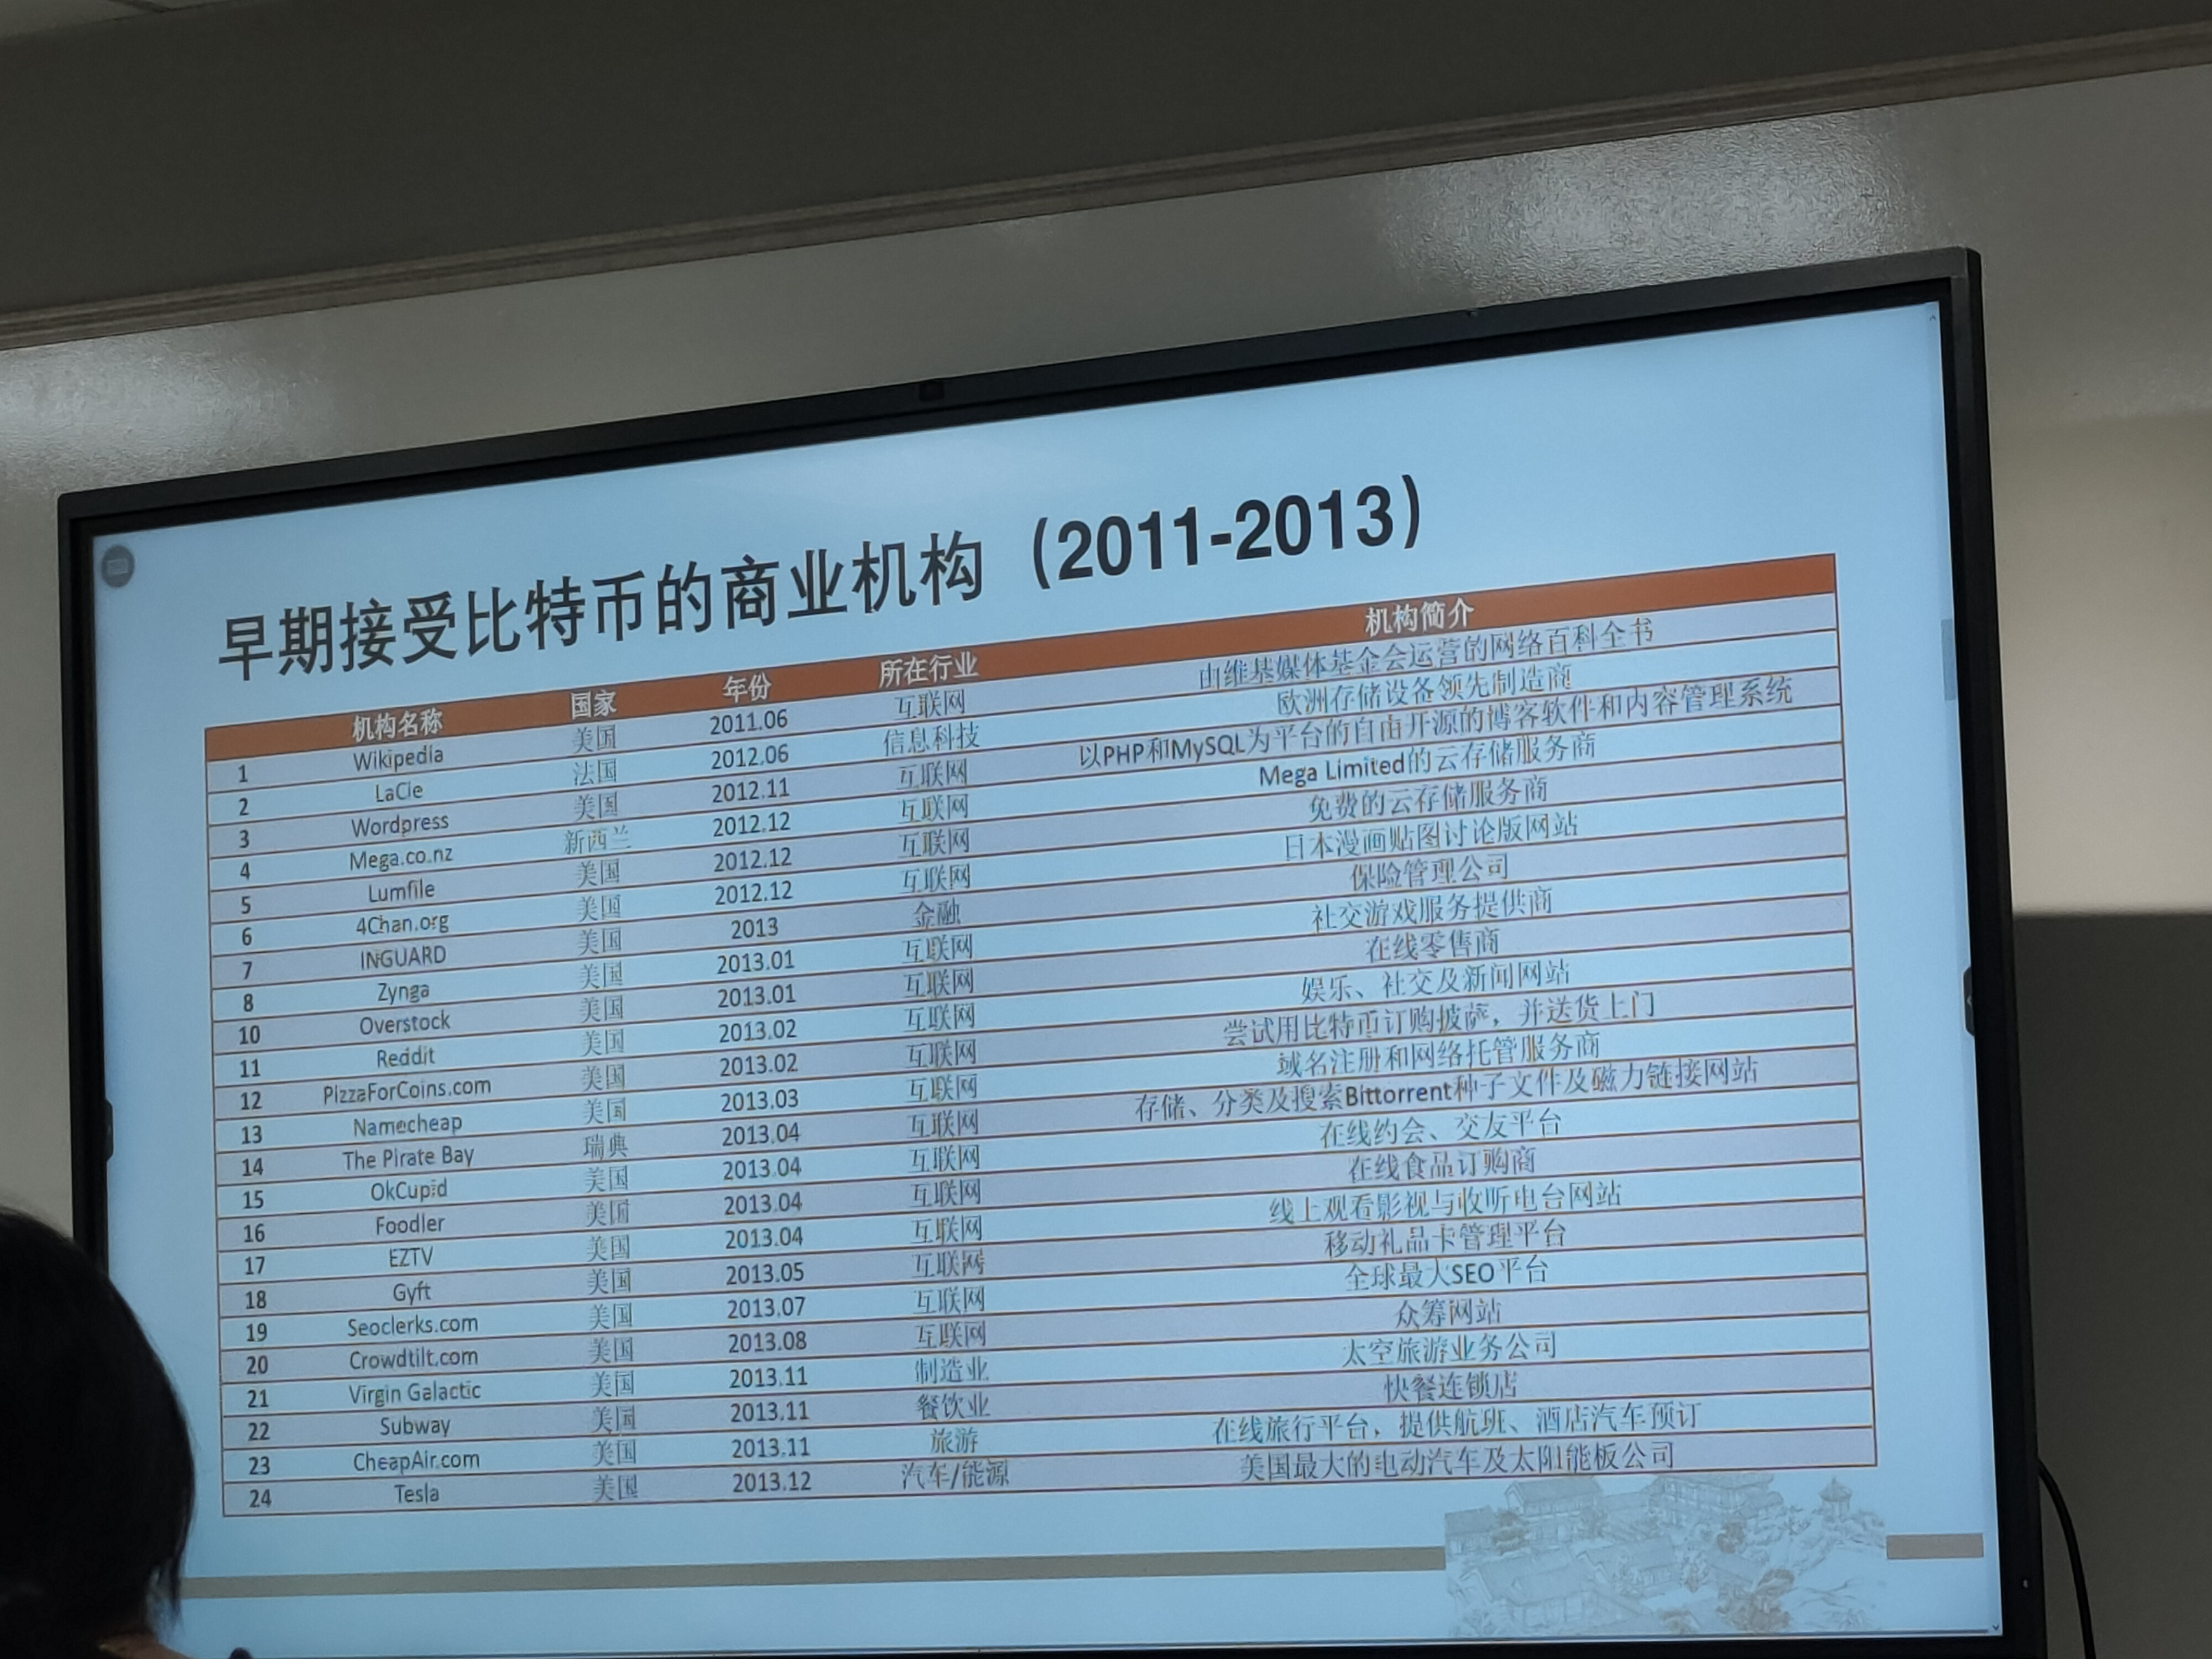 早期接受比特币的商业机构（2011-2013）
机构名称 国家 年份 所在行业 机构简介
1 Wikipedia 美国 2011.06 互联网 由维基媒体基金会运营的网络百科全书
2 LaCie 法国 2012.06 信息科技 欧洲存储设备领先制造商
3 Wordpress 美国 2012.11 互联网 以PHP和MySQL为平台的自由开源的博客软件和内容管理系统
4 Mega.co.nz 新西兰 2012.12 互联网 Mega Limited的云存储服务商
5 Lumfile 美国 2012.12 互联网 免费的云存储服务商
6 4Chan.org 美国 2012.12 互联网 日本漫画贴图讨论版网站
7 INGUARD 美国 2013 金融 保险管理公司
8 Zynga 美国 2013.01 互联网 社交游戏服务提供商
10 Overstock 美国 2013.01 互联网 在线零售商
11 Reddit 美国 2013.02 互联网 娱乐、社交及新闻网站
12 PizzaForCoins.com 美国 2013.02 互联网 尝试用比特币订购披萨，并送货上门
13 Namecheap 美国 2013.03 互联网 域名注册和网络托管服务商
14 The Pirate Bay 瑞典 2013.04 互联网 存储、分类及搜索Bittorrent种子文件及磁力链接网站
15 OkCupid 美国 2013.04 互联网 在线约会、交友平台
16 Foodler 美国 2013.04 互联网 在线食品订购商
17 EZTV 美国 2013.04 互联网 线上观看影视与收听电台网站
18 Gyft 美国 2013.05 互联网 移动礼品卡管理平台
19 Seoclerks.com 美国 2013.07 互联网 全球最大SEO平台
20 Crowdtilt.com 美国 2013.08 互联网 众筹网站
21 Virgin Galactic 美国 2013.11 制造业 太空旅游业务公司
22 Subway 美国 2013.11 餐饮业 快餐连锁店
23 CheapAir.com 美国 2013.11 旅游 在线旅行平台，提供航班、酒店汽车预订
24 Tesla 美国 2013.12 汽车/能源 美国最大的电动汽车及太阳能板公司